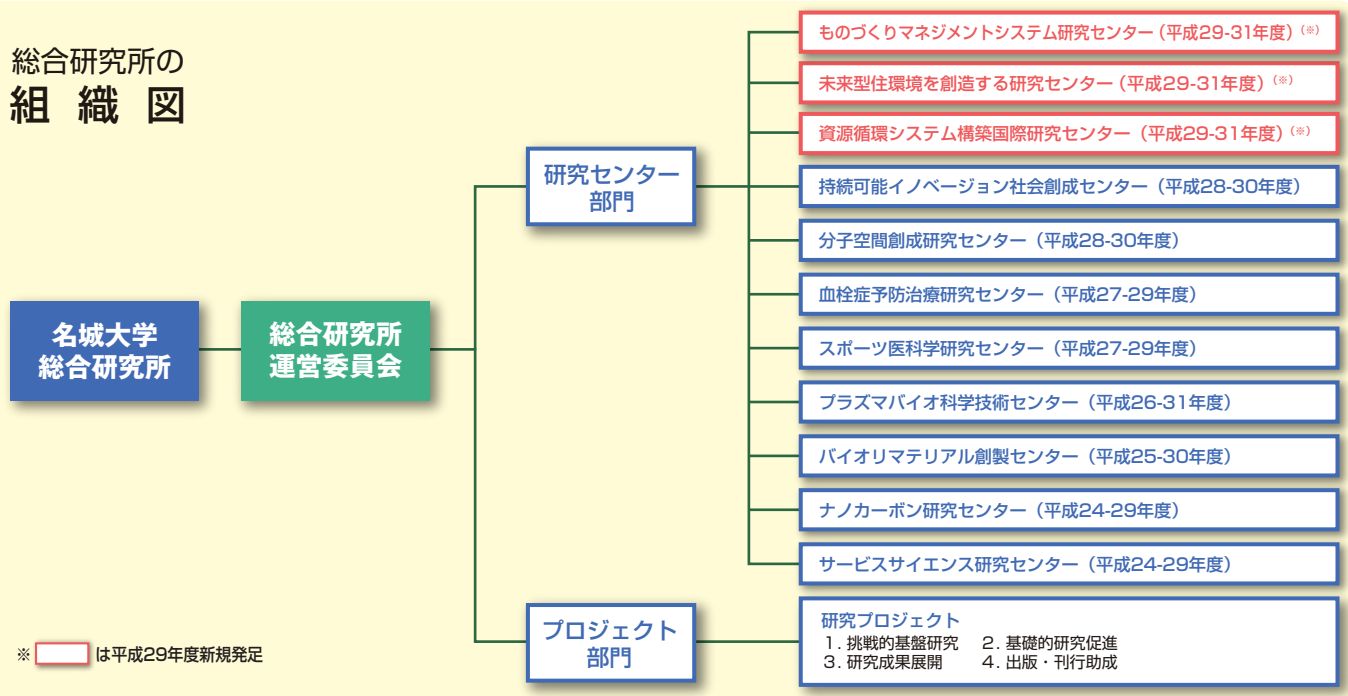 総合研究所の
組織図
ものづくりマネジメントシステム研究センター（平成29-31年度）（※）
未来型住環境を創造する研究センター（平成29-31年度）（※）
資源循環システム構築国際研究センター（平成29-31年度）（※）
研究センター
部門
持続可能イノベージョン社会創成センター（平成28-30年度）
分子空間創成研究センター（平成28-30年度）
血栓症予防治療研究センター（平成27-29年度）
名城大学
総合研究所
総合研究所
運営委員会
スポーツ医科学研究センター（平成27-29年度）
プラズマバイオ科学技術センター（平成26-31年度）
バイオリマテリアル創製センター（平成25-30年度）
ナノカーボン研究センター（平成24-29年度）
サービスサイエンス研究センター（平成24-29年度）
プロジェクト
部門
研究プロジェクト
1. 挑戦的基盤研究　2. 基礎的研究促進
3. 研究成果展開　4. 出版・刊行助成
※ は平成29年度新規発足